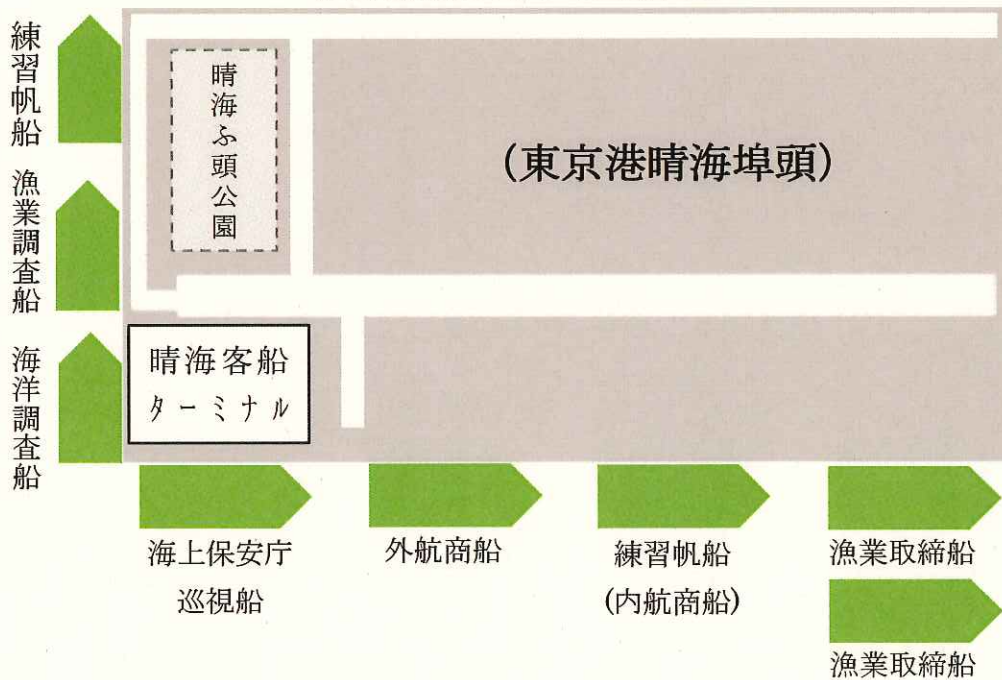 練習帆船
漁業調査船
海洋調査船
晴海ふ頭公園
(東京港晴海埠頭)
晴海客船
ターミナル
海上保安庁
巡視船
外航商船
練習帆船
(内航商船)
漁業取締船
漁業取締船